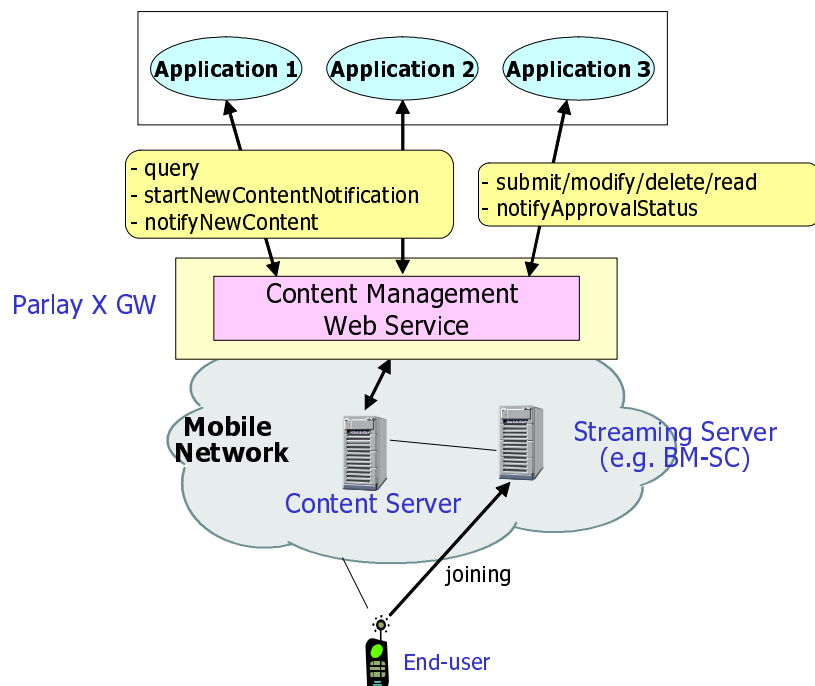 Application 1
Application 2
Application 3
- query
- startNewContentNotification
- notifyNewContent
- submit/modify/delete/read
- notifyApprovalStatus
Parlay X GW
Content Management
Web Service
Mobile
Network
Streaming Server
(e.g. BM-SC)
Content Server
joining
End-user